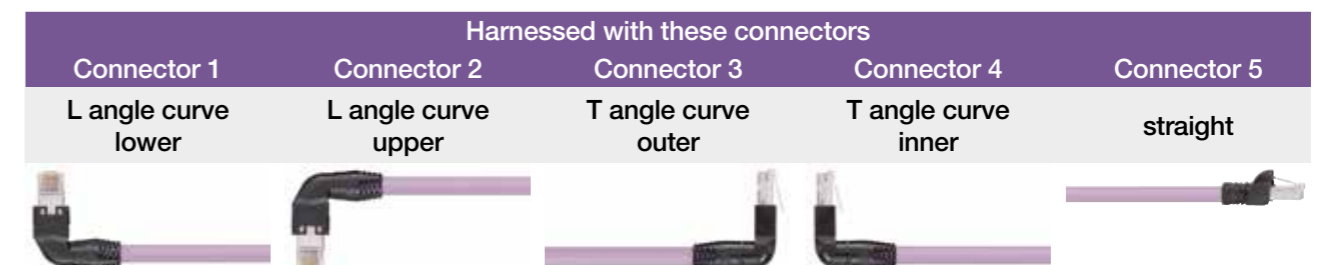 Harnessed with these connectors
Connector 1 Connector 2 Connector 3 Connector 4 Connector 5
L angle curve L angle curve T angle curve T angle curve straight
lower upper outer inner